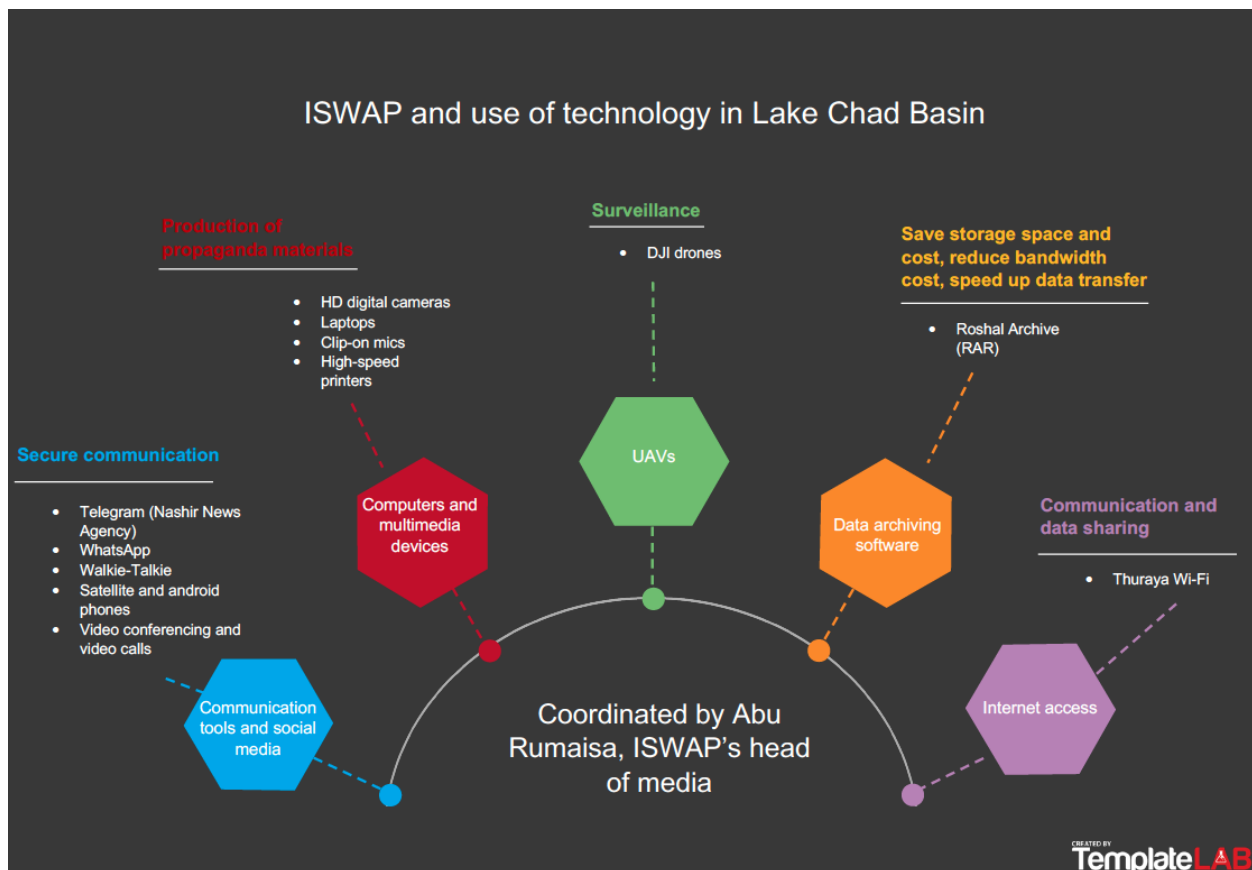 ISWAP and use of technology in Lake Chad Basin
Secure communication
• Telegram (Nashir News
Agency)
• WhatsApp
• Walkie-Talkie
• Satellite and android
phones
• Video conferencing and
video calls
Communication
tools and social
media
Production of
propaganda materials
• HD digital cameras
• Laptops
• Clip-on mics
• High-speed
printers
Computers and
multimedia
devices
Surveillance
• DJI drones
UAVs
Save storage space and
cost, reduce bandwidth
cost, speed up data transfer
• Roshal Archive
(RAR)
Data archiving
software
Communication and
data sharing
• Thuraya Wi-Fi
Internet access
Coordinated by Abu
Rumaisa, ISWAP’s head
of media
CREATED BY
TemplateLAB